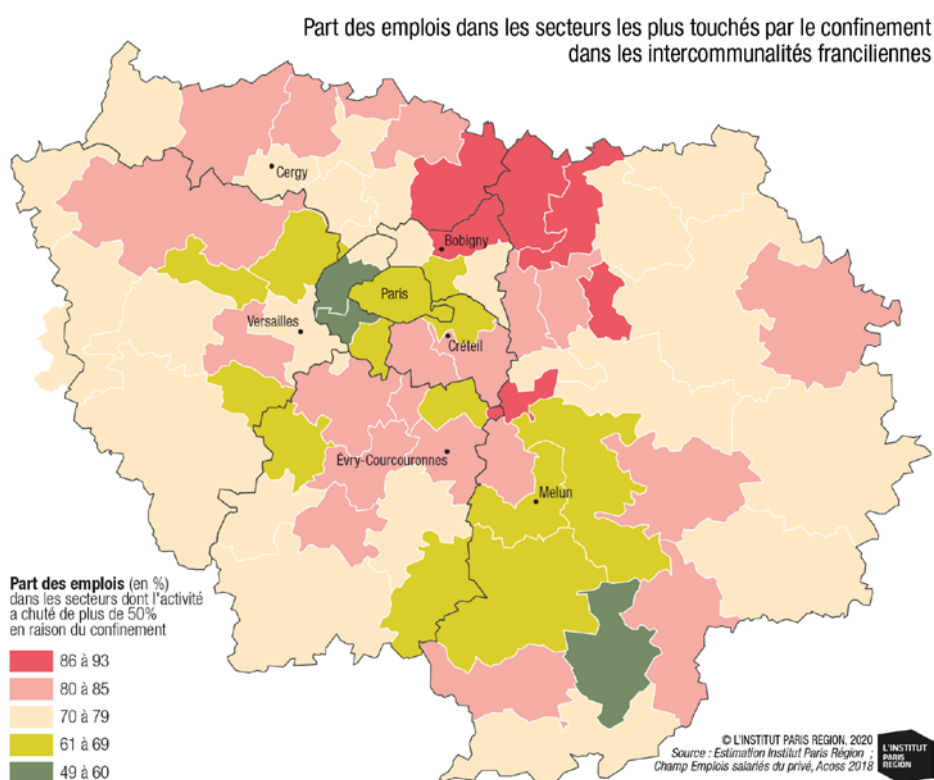 Part des emplois dans les secteurs les plus touchés par le confinement
dans les intercommunalités franciliennes
Cergy
Bobigny
Paris
Versailles
Créteil
Évry-Courcouronnes
Melun
Part des emplois (en %)
dans les secteurs dont l'activité
a chuté de plus de 50%
en raison du confinement
86 à 93
80 à 85
70 à 79
61 à 69
49 à 60
© L'INSTITUT PARIS REGION, 2020
Source : Estimation Institut Paris Région ;
Champ Emplois salariés du privé, Acoss 2018
L'INSTITUT
PARIS
REGION